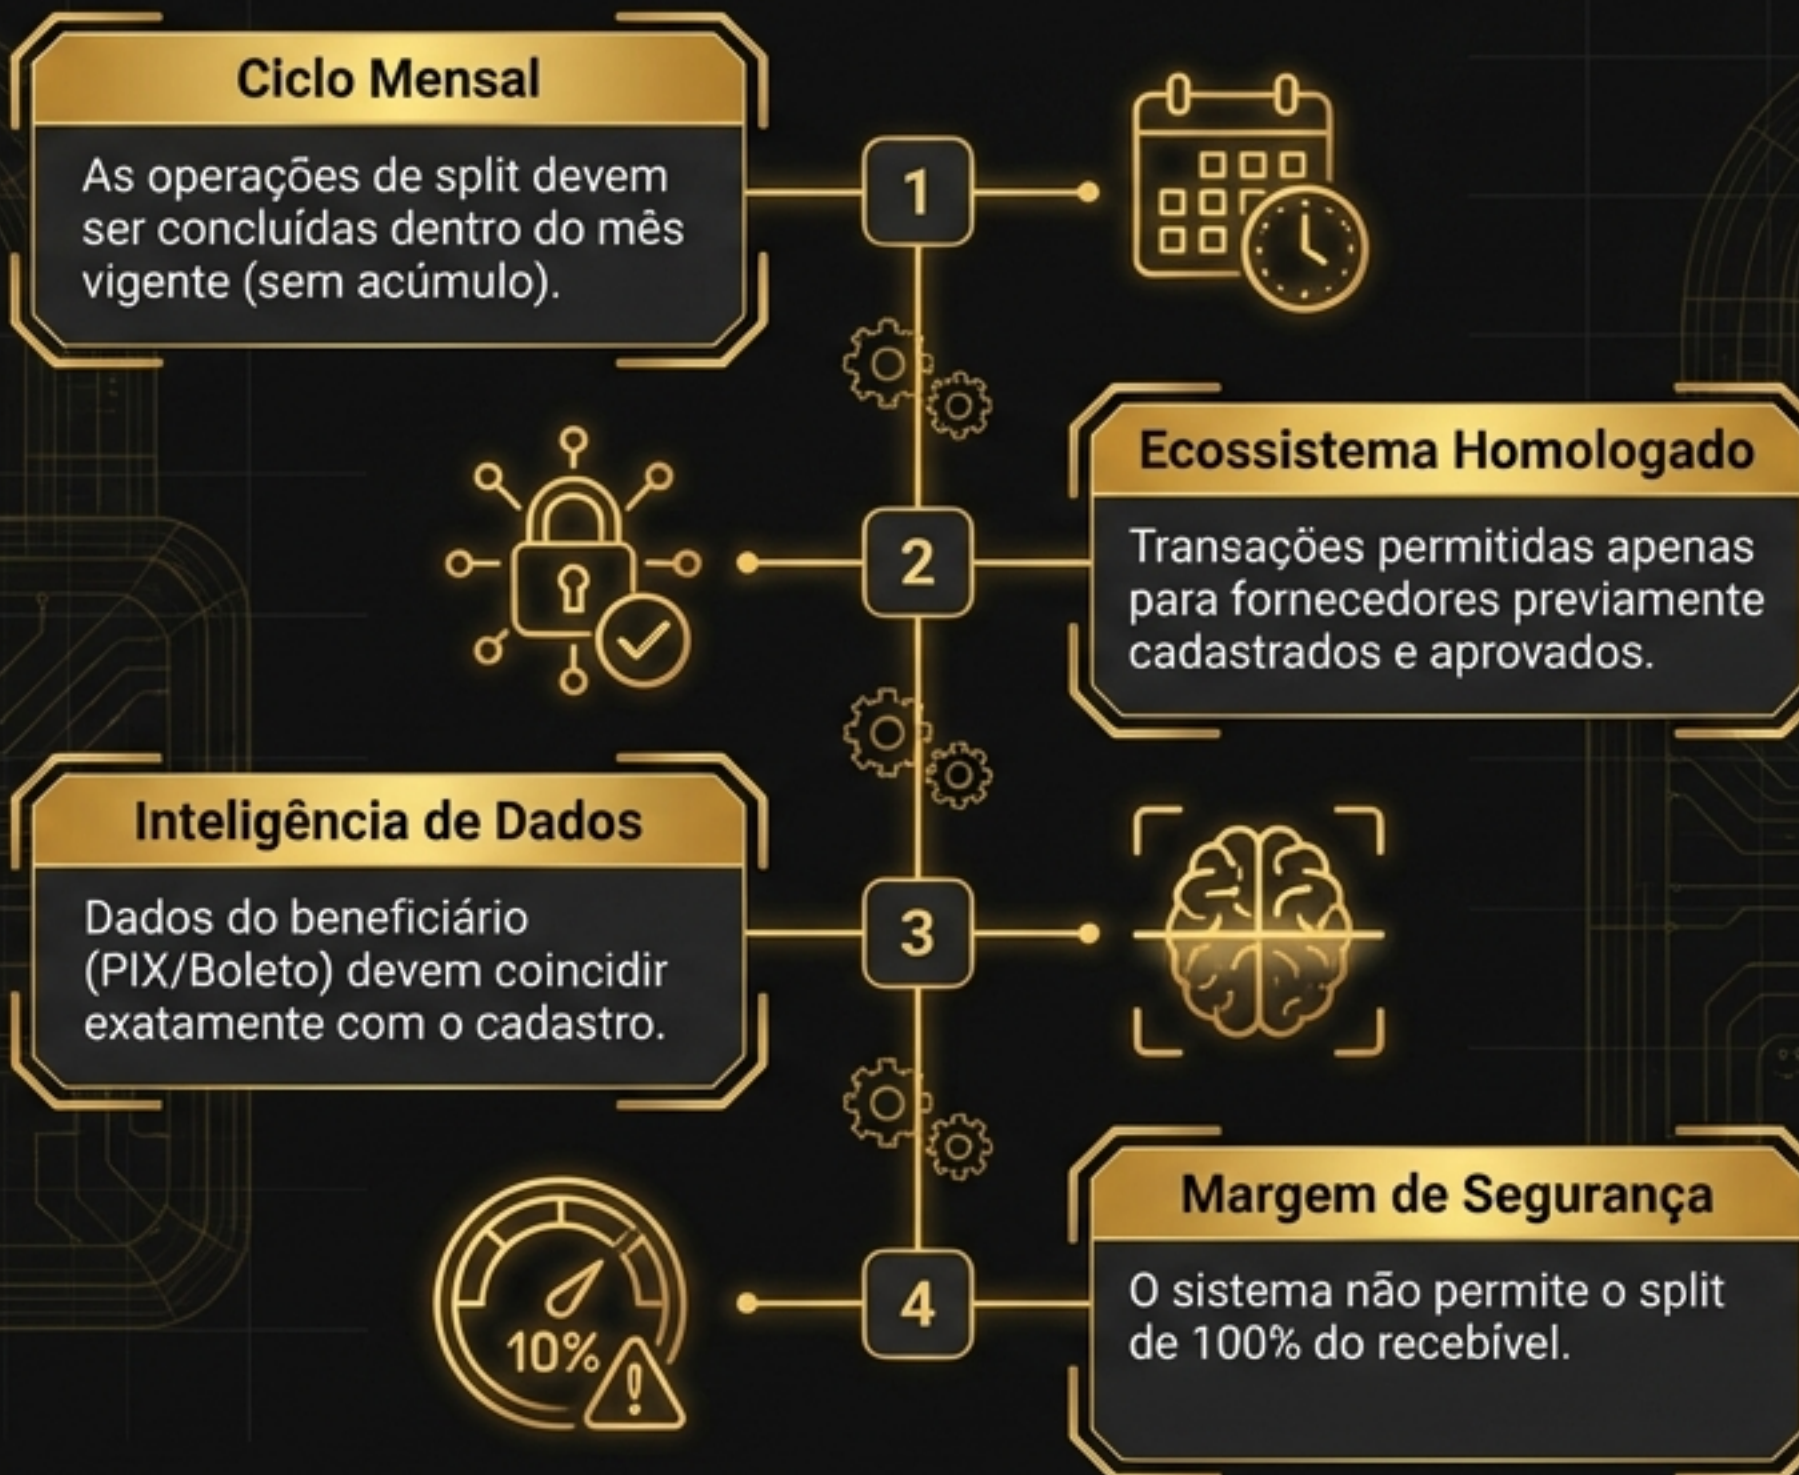 Ciclo Mensal
As operações de split devem
ser concluídas dentro do mês
vigente (sem acúmulo).
1
2
Ecossistema Homologado
Transações permitidas apenas
para fornecedores previamente
cadastrados e aprovados.
Inteligência de Dados
Dados do beneficiário
(PIX/Boleto) devem coincidir
exatamente com o cadastro.
3
10%
4
Margem de Segurança
O sistema não permite o split
de 100% do recebível.